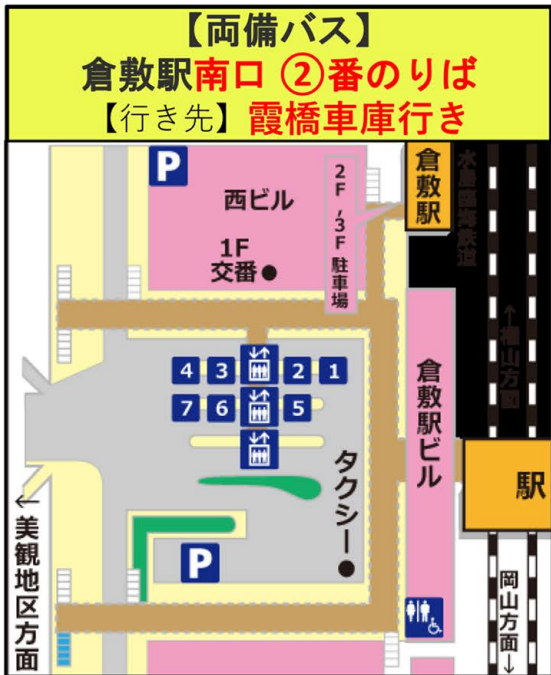 【両備バス】
倉敷駅南口 ②番のりば
【行き先】霞橋車庫行き
P
西ビル
1F
交番
2F,3F駐車場
倉敷駅
水島臨海鉄道
←福山方面
4 3 2 1
7 6 5
倉敷駅ビル
タクシー
駅
P
←美観地区方面
岡山方面→